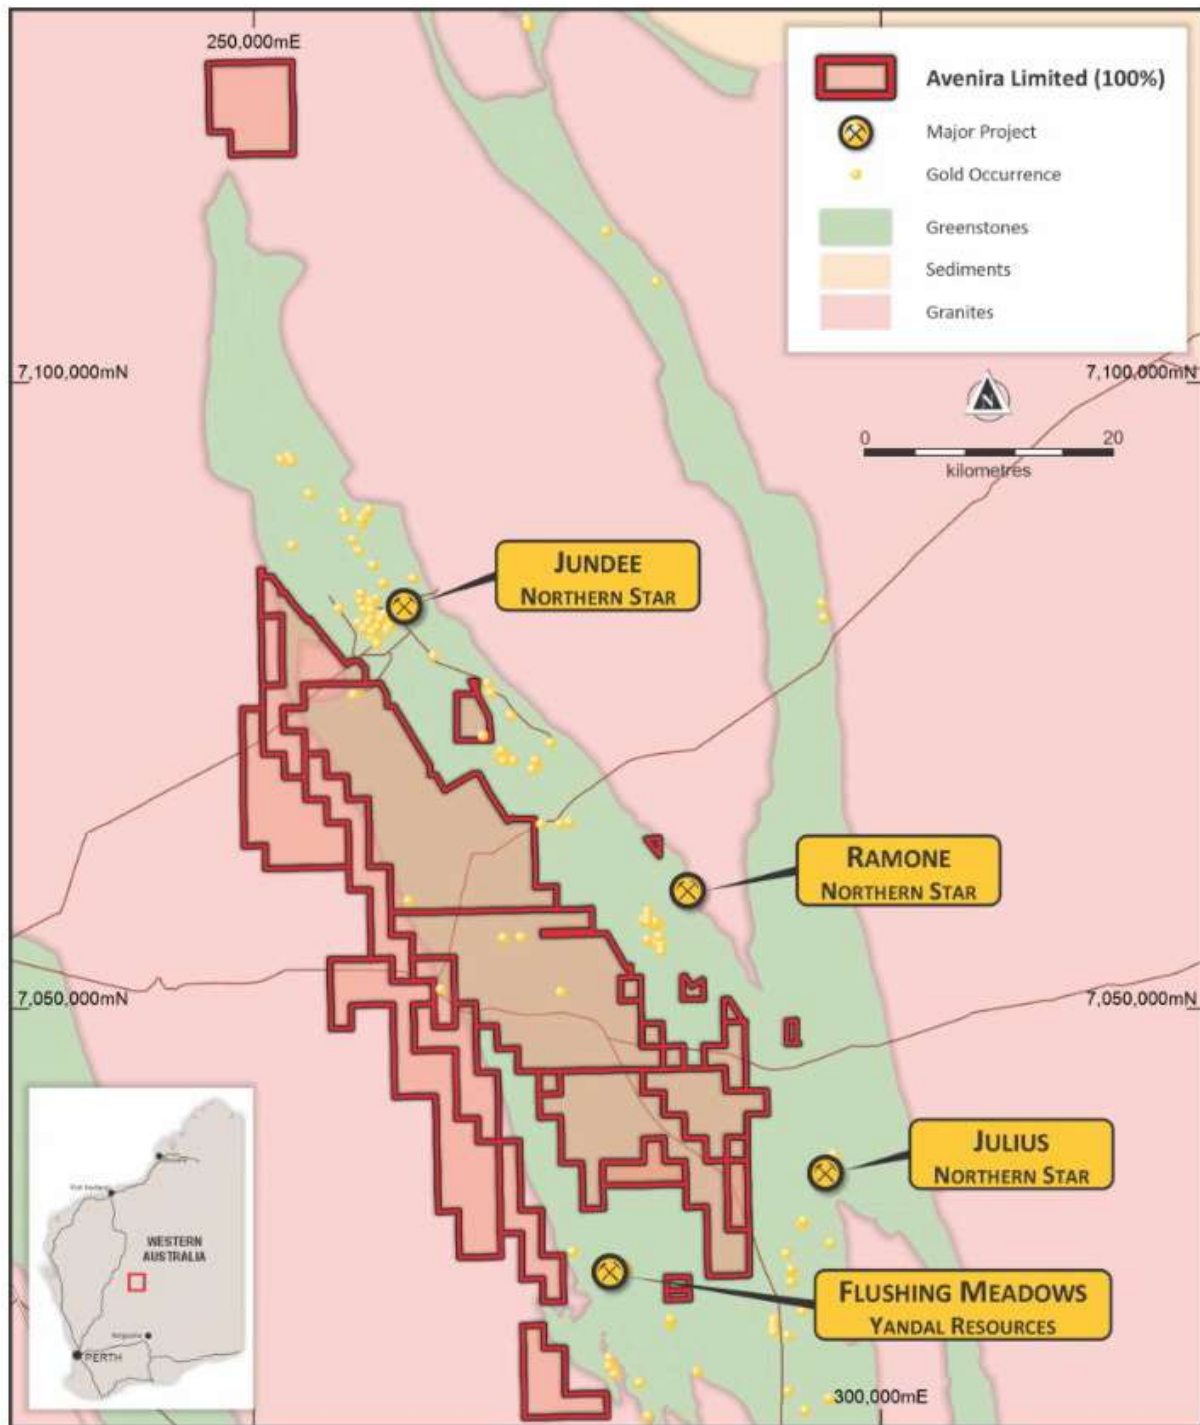 250,000mE
Avenira Limited (100%)
Major Project
Gold Occurrence
Greenstones
Sediments
Granites
7,100,000mN
7,100,000mN
N
0 20
kilometres
JUNDEE
NORTHERN STAR
RAMONE
NORTHERN STAR
7,050,000mN
7,050,000mN
JULIUS
NORTHERN STAR
WESTERN
AUSTRALIA
PERTH
FLUSHING MEADOWS
YANDAL RESOURCES
300,000mE